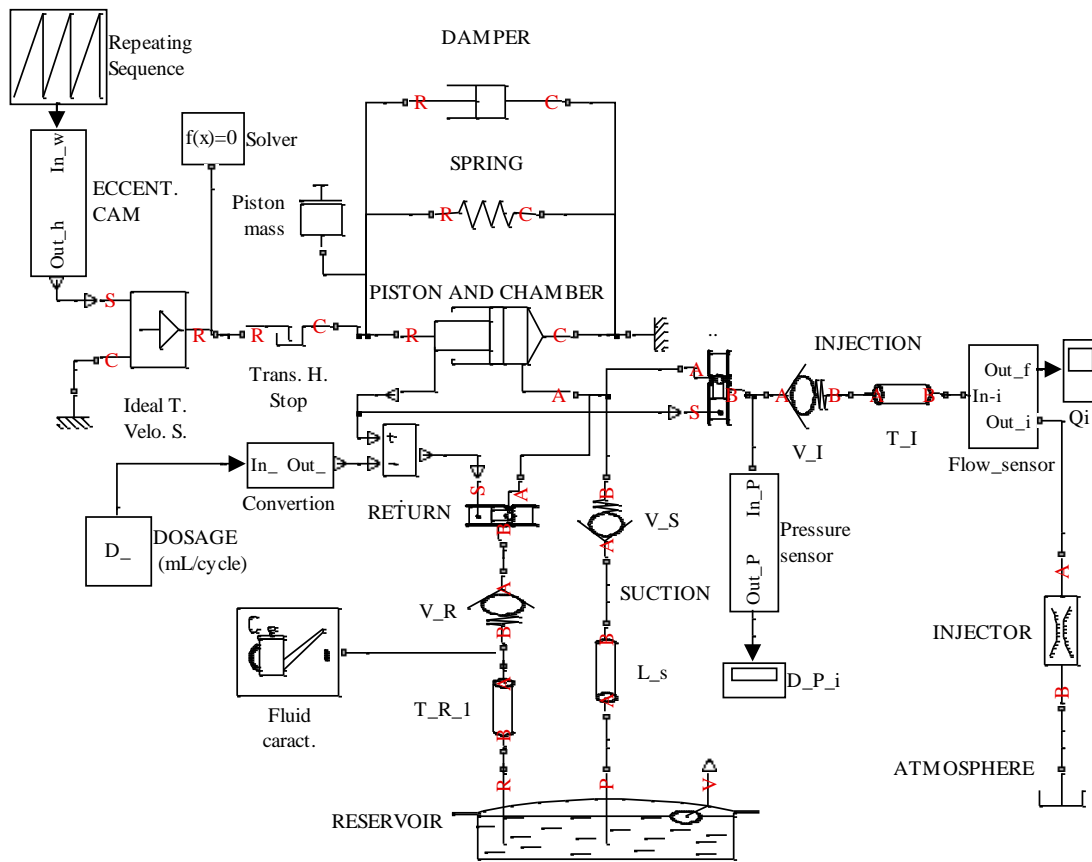 Repeating
Sequence
In_w
Out_h
ECCENT.
CAM
f(x)=0
Solver
Piston
mass
DAMPER
R
C
SPRING
R
C
PISTON AND CHAMBER
R
C
A
S
C
R
Ideal T.
Velo. S.
R
C
Trans. H.
Stop
..
A
B
S
INJECTION
A
B
V_I
A
B
T_I
In-i
Out_f
Out_i
Flow_sensor
Qi
In_ Out_
Convertion
+
−
D_
DOSAGE
(mL/cycle)
RETURN
S
A
B
B
A
V_S
SUCTION
In_P
Out_P
Pressure
sensor
D_P_i
A
B
V_R
B
A
L_s
A
B
T_R_1
Fluid
caract.
A
B
INJECTOR
R
P
V
RESERVOIR
ATMOSPHERE